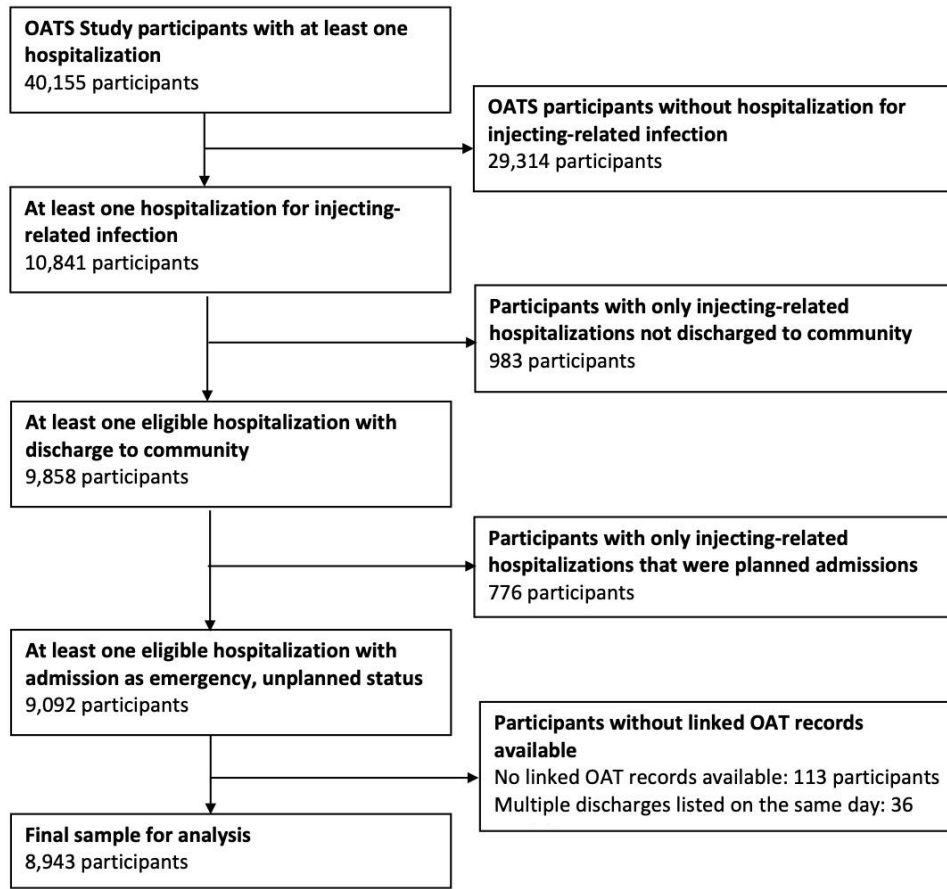 OATS Study participants with at least one
hospitalization
40,155 participants
OATS participants without hospitalization for
injecting-related infection
29,314 participants
At least one hospitalization for injecting-
related infection
10,841 participants
Participants with only injecting-related
hospitalizations not discharged to community
983 participants
At least one eligible hospitalization with
discharge to community
9,858 participants
Participants with only injecting-related
hospitalizations that were planned admissions
776 participants
At least one eligible hospitalization with
admission as emergency, unplanned status
9,092 participants
Participants without linked OAT records
available
No linked OAT records available: 113 participants
Multiple discharges listed on the same day: 36
Final sample for analysis
8,943 participants